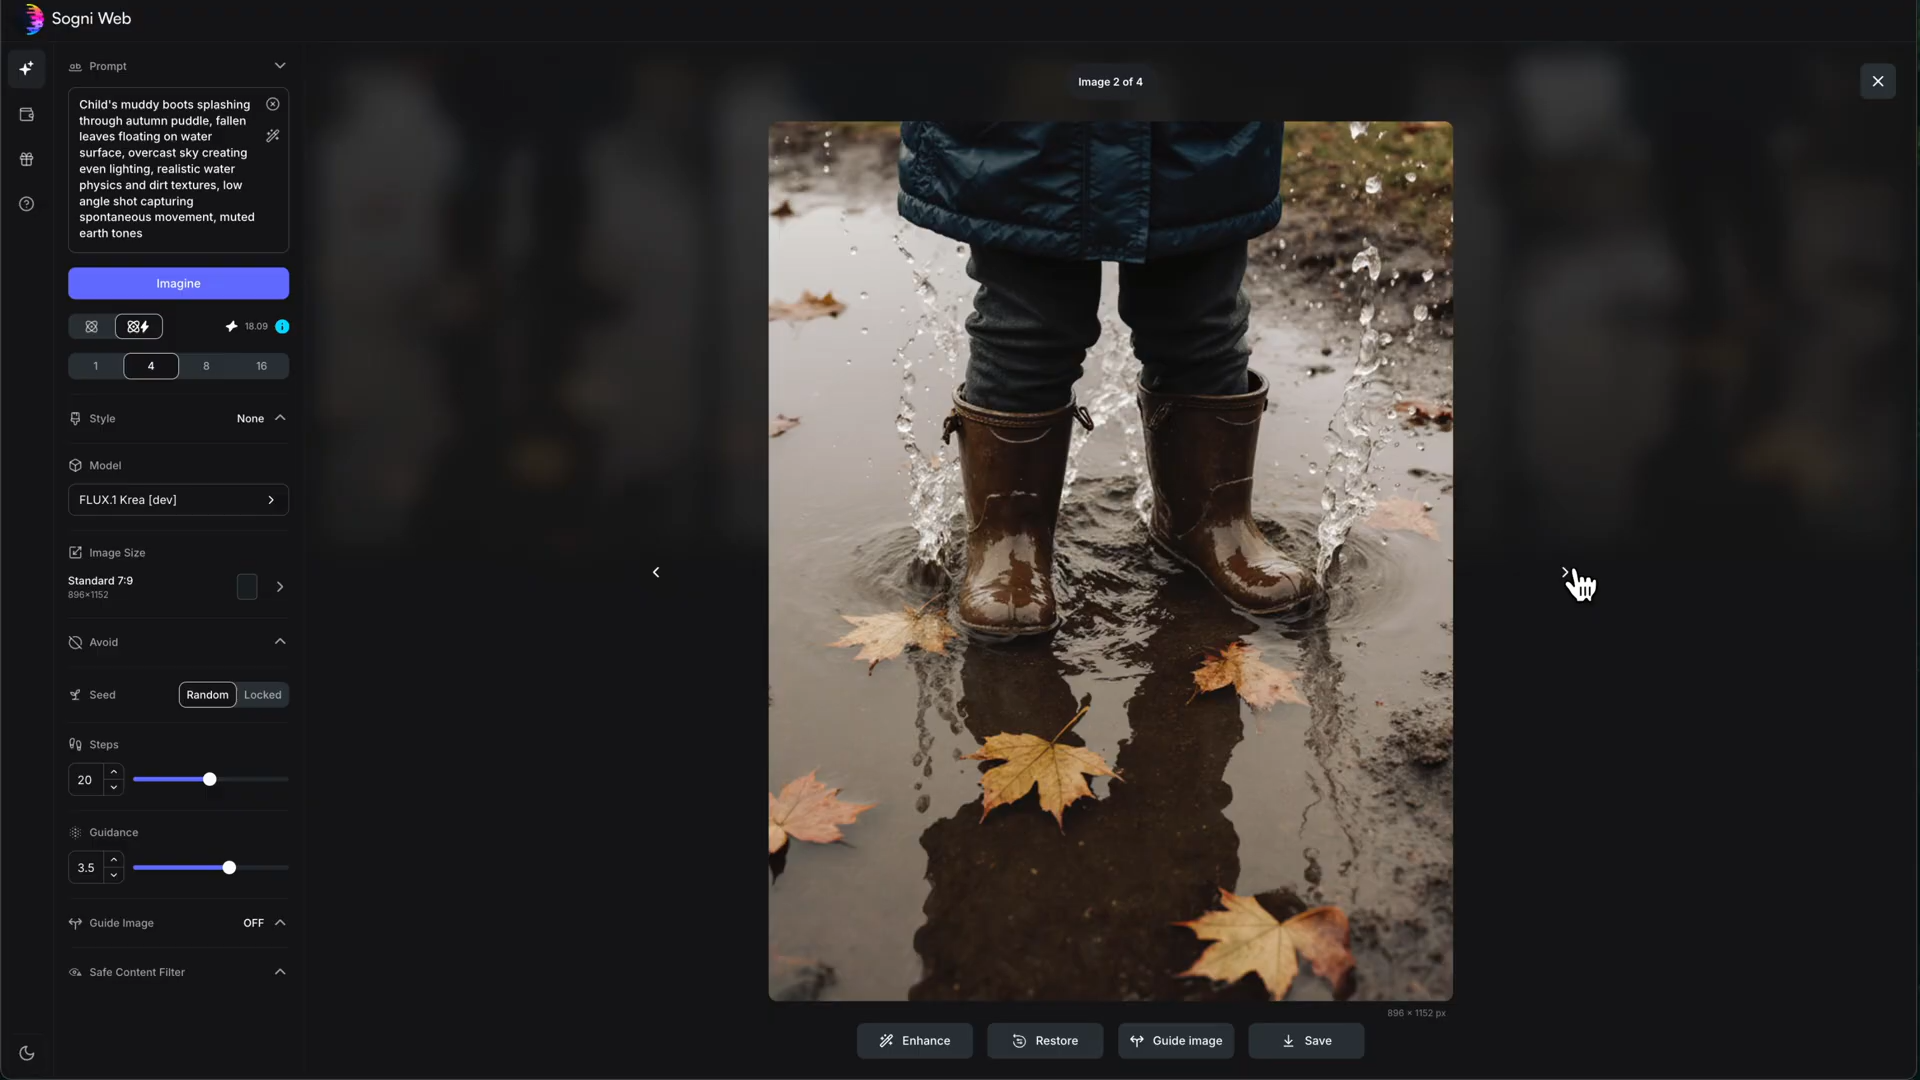 Sogni Web
Prompt
Child's muddy boots splashing
through autumn puddle, fallen
leaves floating on water
surface, overcast sky creating
even lighting, realistic water
physics and dirt textures, low
angle shot capturing
spontaneous movement, muted
earth tones
Imagine
18.09
1 4 8 16
Style None
Model
FLUX.1 Krea [dev]
Image Size
Standard 7:9
896×1152
Avoid
Seed Random Locked
Steps
20
Guidance
3.5
Guide Image OFF
Safe Content Filter
Image 2 of 4
896 × 1152 px
Enhance Restore Guide image Save